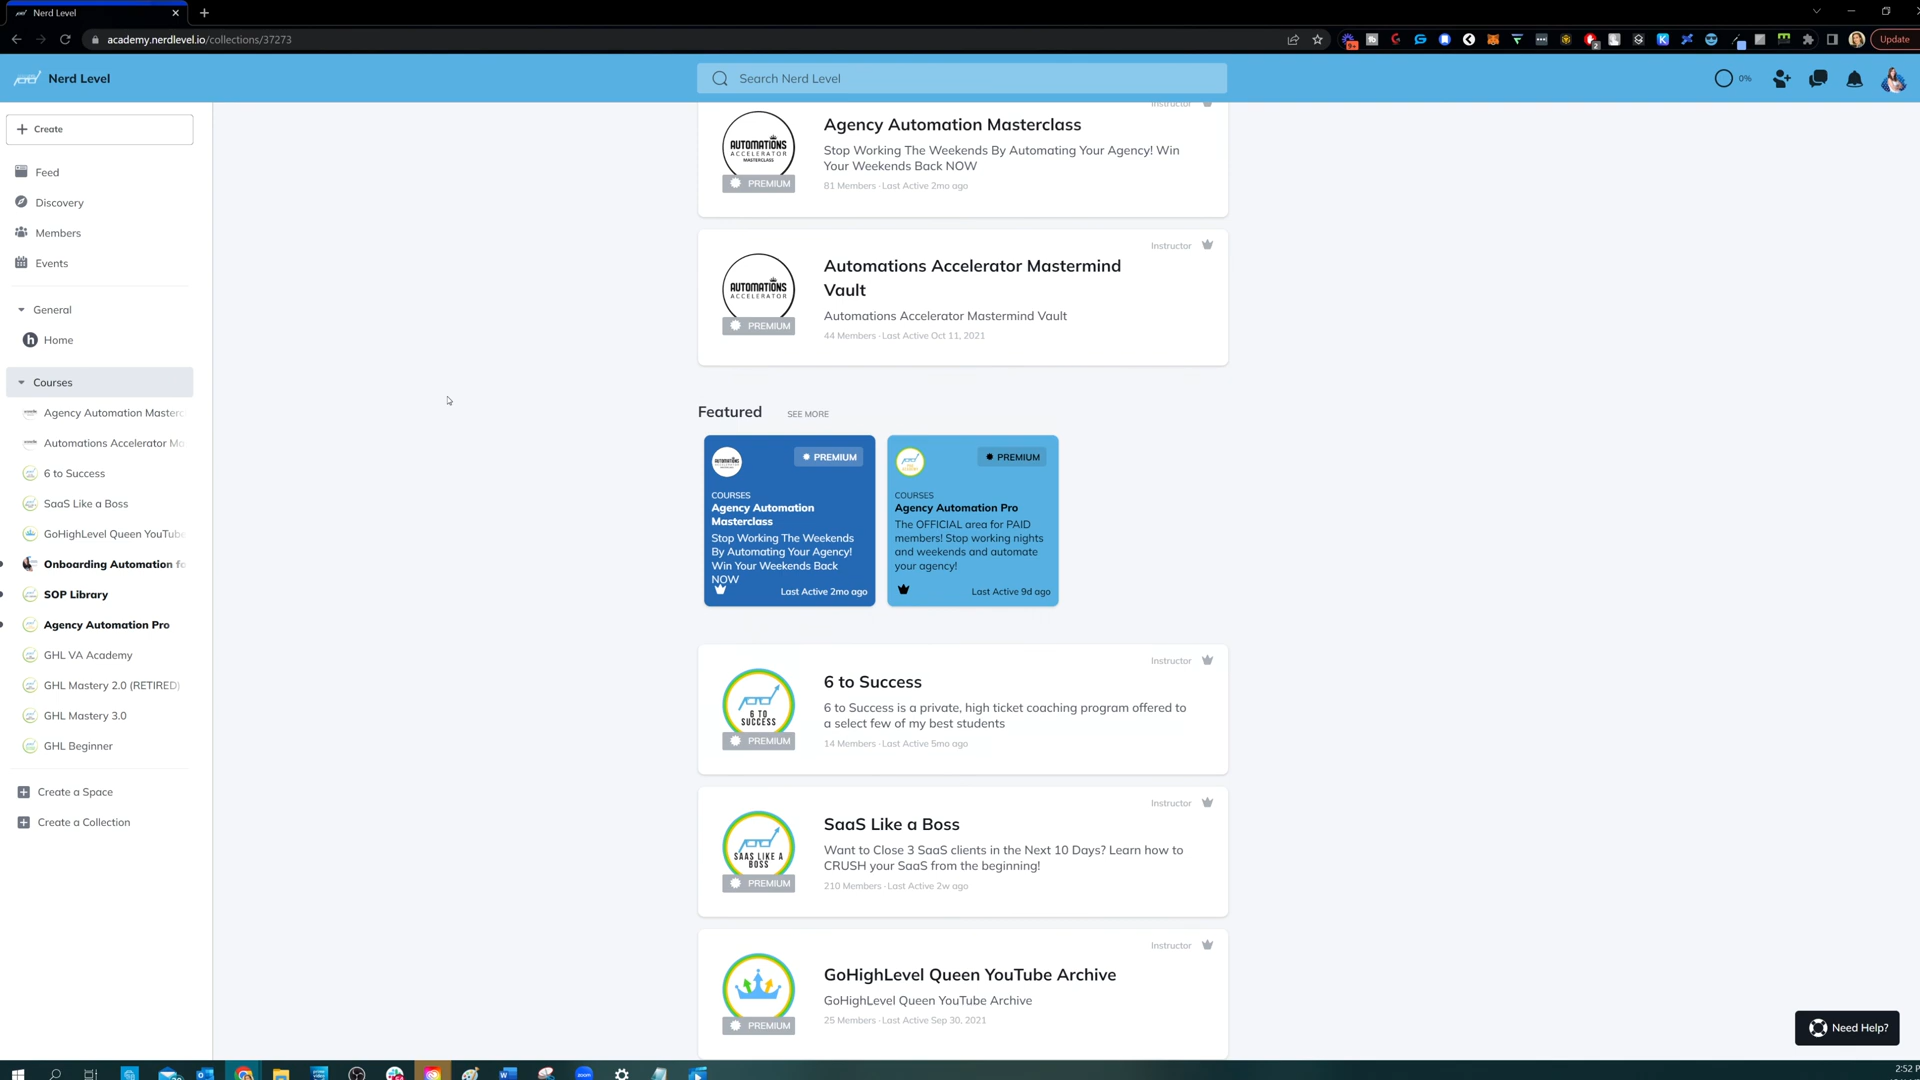 Nerd Level
academy.nerdlevel.io/collections/37273
Update
Nerd Level
Search Nerd Level
0%
Create
Feed
Discovery
Members
Events
General
Home
Courses
Agency Automation Masterc
Automations Accelerator Ma
6 to Success
SaaS Like a Boss
GoHighLevel Queen YouTube
Onboarding Automation fo
SOP Library
Agency Automation Pro
GHL VA Academy
GHL Mastery 2.0 (RETIRED)
GHL Mastery 3.0
GHL Beginner
Create a Space
Create a Collection
Instructor
AUTOMATIONS
ACCELERATOR
MASTERCLASS
PREMIUM
Agency Automation Masterclass
Stop Working The Weekends By Automating Your Agency! Win
Your Weekends Back NOW
81 Members · Last Active 2mo ago
Instructor
AUTOMATIONS
ACCELERATOR
PREMIUM
Automations Accelerator Mastermind
Vault
Automations Accelerator Mastermind Vault
44 Members · Last Active Oct 11, 2021
Featured SEE MORE
PREMIUM
COURSES
Agency Automation
Masterclass
Stop Working The Weekends
By Automating Your Agency!
Win Your Weekends Back
NOW
Last Active 2mo ago
PREMIUM
COURSES
Agency Automation Pro
The OFFICIAL area for PAID
members! Stop working nights
and weekends and automate
your agency!
Last Active 9d ago
Instructor
6 TO
SUCCESS
PREMIUM
6 to Success
6 to Success is a private, high ticket coaching program offered to
a select few of my best students
14 Members · Last Active 5mo ago
Instructor
SAAS LIKE A
BOSS
PREMIUM
SaaS Like a Boss
Want to Close 3 SaaS clients in the Next 10 Days? Learn how to
CRUSH your SaaS from the beginning!
210 Members · Last Active 2w ago
Instructor
PREMIUM
GoHighLevel Queen YouTube Archive
GoHighLevel Queen YouTube Archive
25 Members · Last Active Sep 30, 2021
Need Help?
2:52 P